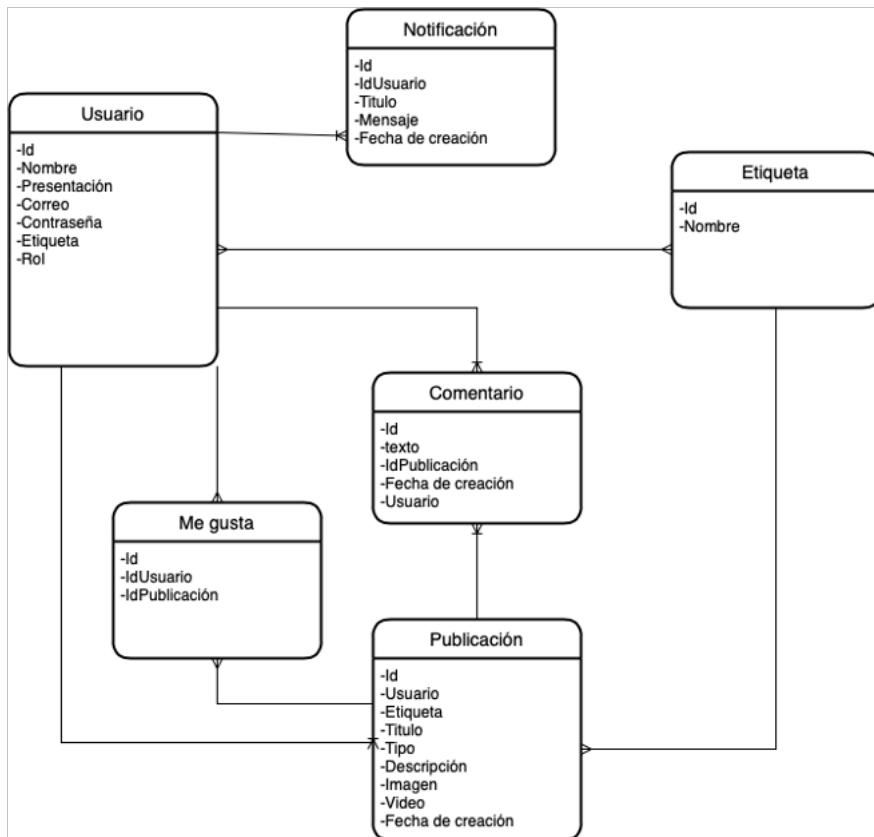 Notificación
-Id
-IdUsuario
-Titulo
-Mensaje
-Fecha de creación
Usuario
-Id
-Nombre
-Presentación
-Correo
-Contraseña
-Etiqueta
-Rol
Etiqueta
-Id
-Nombre
Comentario
-Id
-texto
-IdPublicación
-Fecha de creación
-Usuario
Me gusta
-Id
-IdUsuario
-IdPublicación
Publicación
-Id
-Usuario
-Etiqueta
-Titulo
-Tipo
-Descripción
-Imagen
-Video
-Fecha de creación